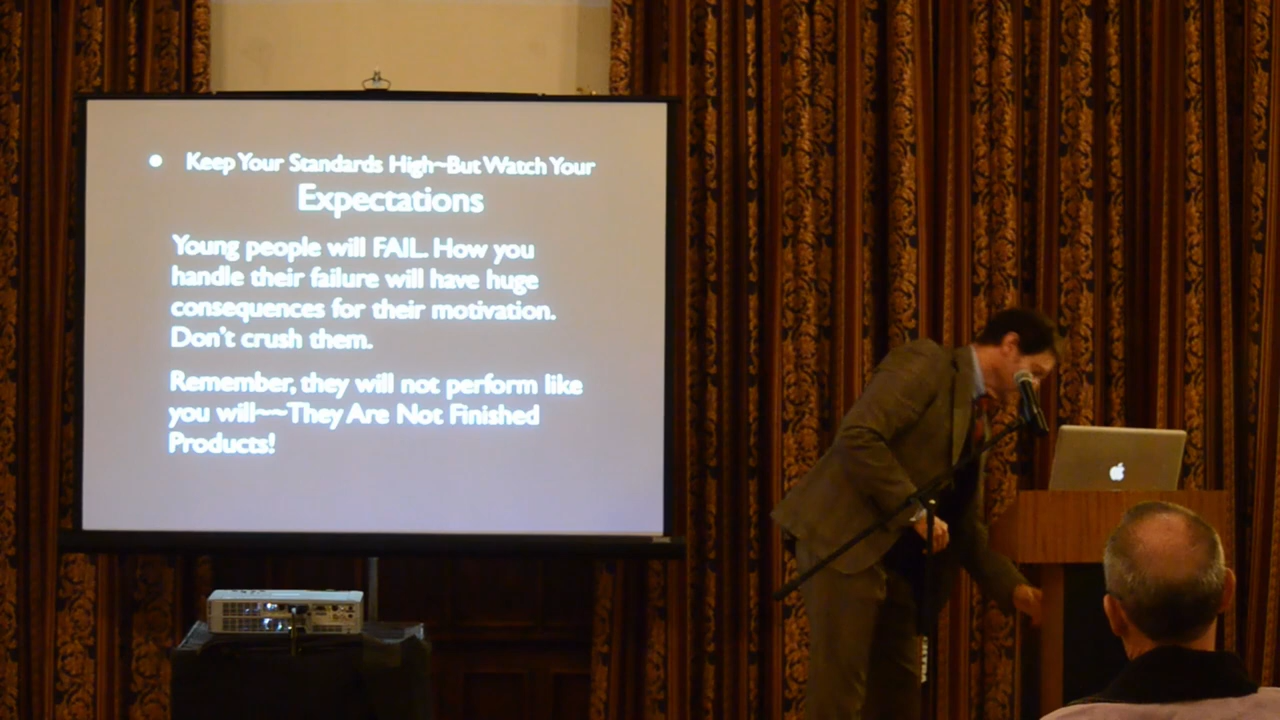 • Keep Your Standards High~But Watch Your
Expectations
Young people will FAIL. How you
handle their failure will have huge
consequences for their motivation.
Don't crush them.
Remember, they will not perform like
you will~~They Are Not Finished
Products!